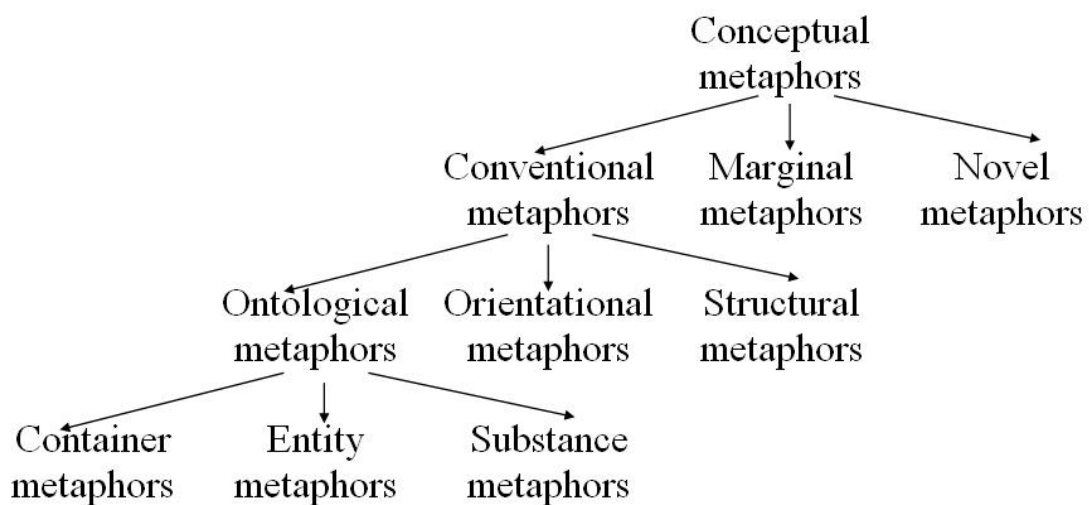 Conceptual
metaphors
Conventional
metaphors
Marginal
metaphors
Novel
metaphors
Ontological
metaphors
Orientational
metaphors
Structural
metaphors
Container
metaphors
Entity
metaphors
Substance
metaphors